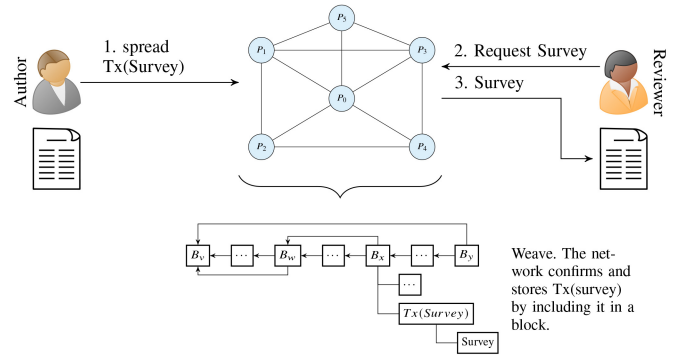 Author
1. spread
Tx(Survey)
P5
P1
P3
P0
P2
P4
2. Request Survey
3. Survey
Reviewer
Bv
...
Bw
...
Bx
...
By
...
Tx(Survey)
Survey
Weave. The net-
work confirms and
stores Tx(survey)
by including it in a
block.